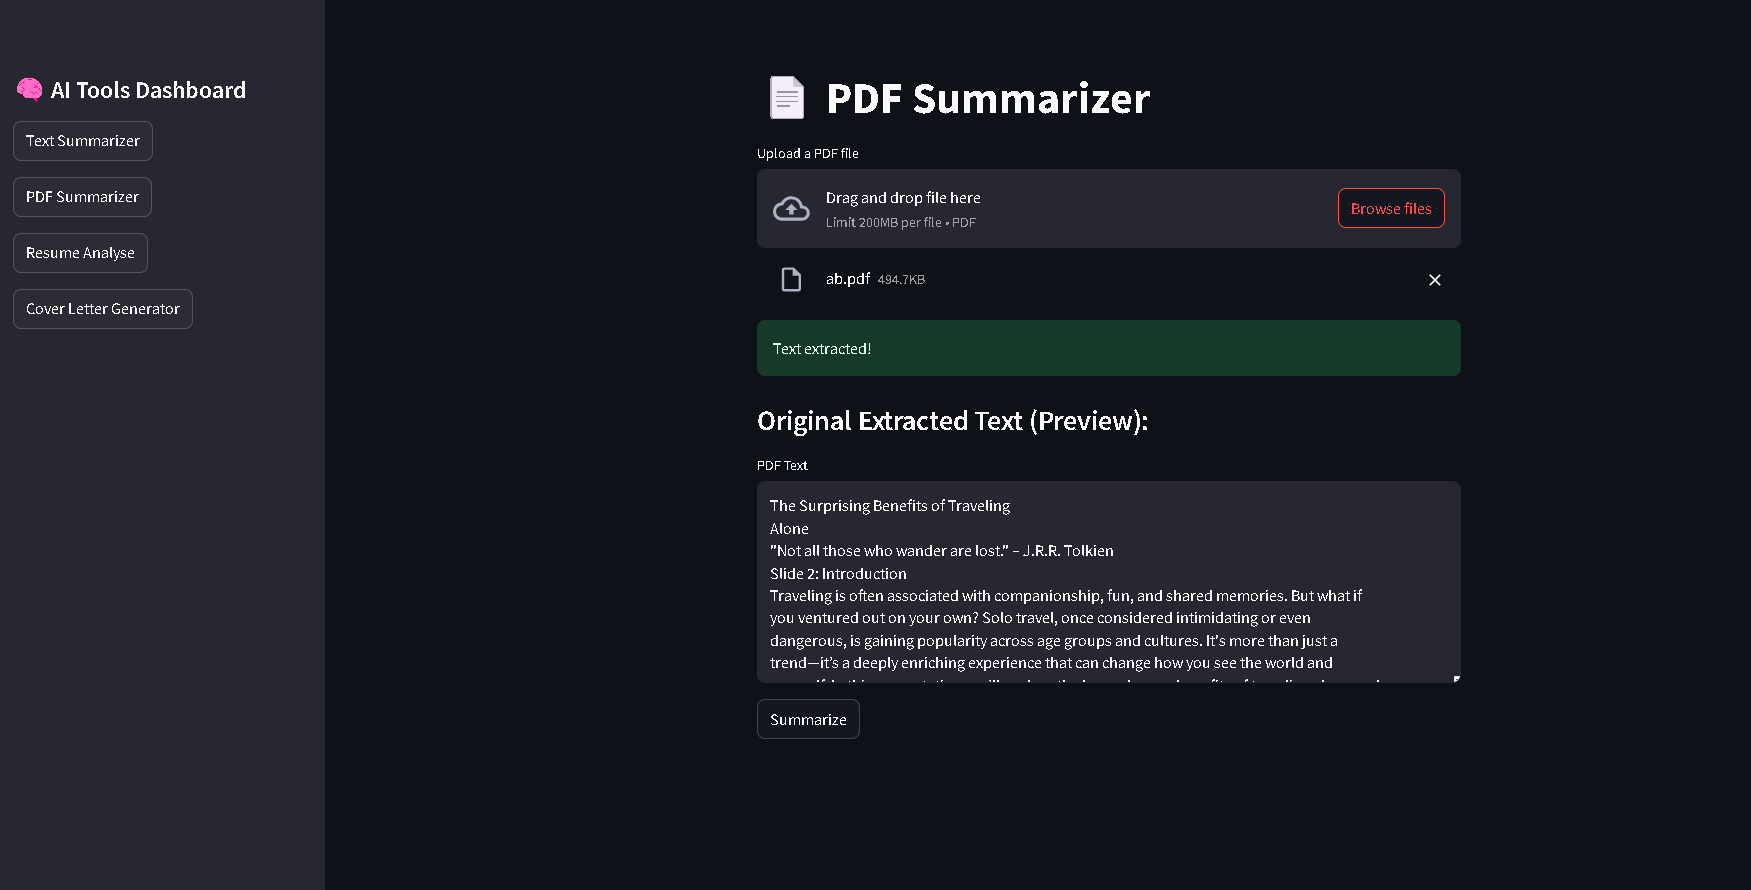 AI Tools Dashboard
Text Summarizer
PDF Summarizer
Resume Analyse
Cover Letter Generator
PDF Summarizer
Upload a PDF file
Drag and drop file here
Limit 200MB per file • PDF
Browse files
ab.pdf 494.7KB
Text extracted!
Original Extracted Text (Preview):
PDF Text
The Surprising Benefits of Traveling
Alone
"Not all those who wander are lost." – J.R.R. Tolkien
Slide 2: Introduction
Traveling is often associated with companionship, fun, and shared memories. But what if
you ventured out on your own? Solo travel, once considered intimidating or even
dangerous, is gaining popularity across age groups and cultures. It's more than just a
trend—it’s a deeply enriching experience that can change how you see the world and
Summarize